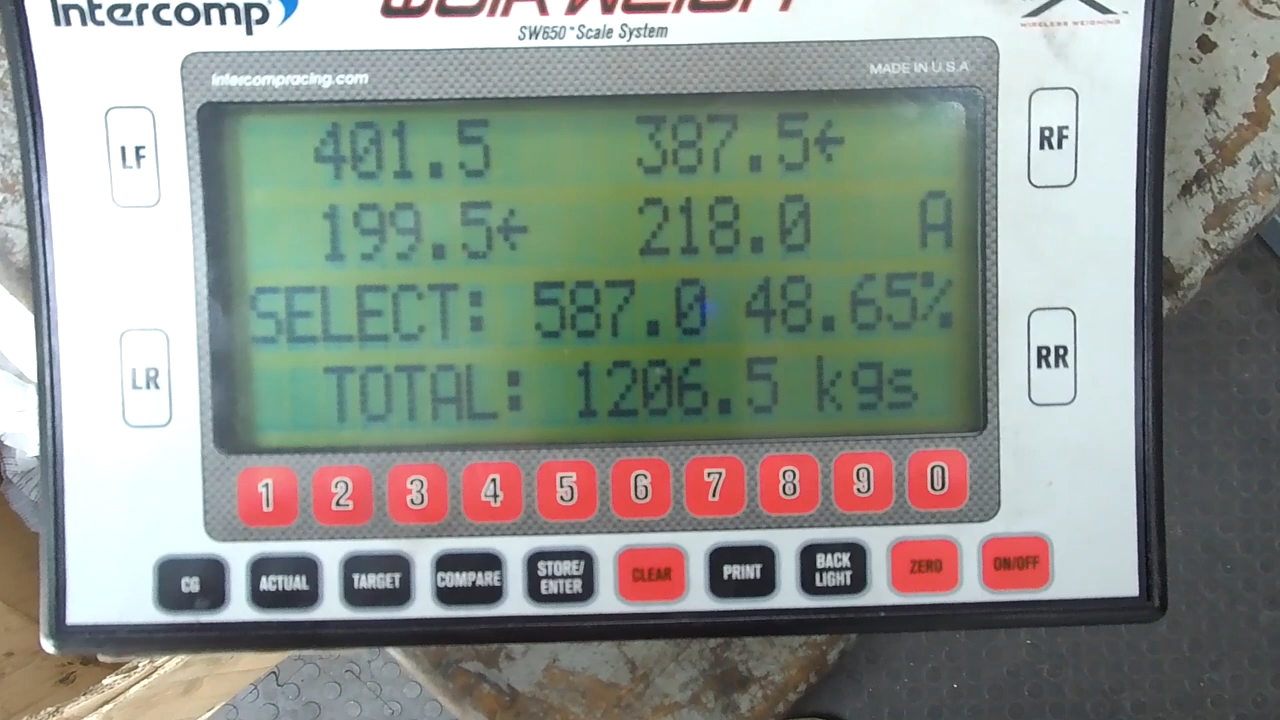 Intercomp
SW650™ Scale System
WIRELESS WEIGHING™
intercompracing.com
MADE IN U.S.A
LF
401.5 387.5←
RF
199.5← 218.0 A
SELECT: 587.0 48.65%
LR
TOTAL: 1206.5 kgs
RR
1 2 3 4 5 6 7 8 9 0
CG ACTUAL TARGET COMPARE STORE/ENTER CLEAR PRINT BACK LIGHT ZERO ON/OFF